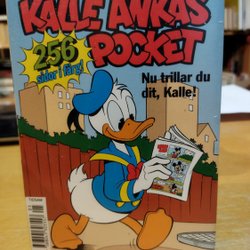 KALLE ANKAS
POCKET
256
sidor i färg!
Nu trillar du
dit, Kalle!